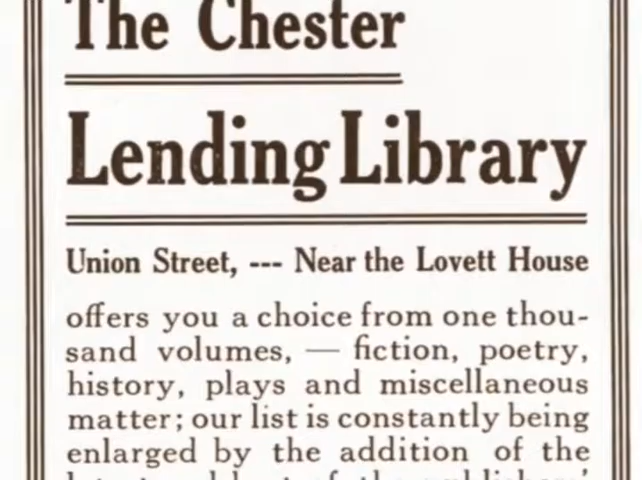 The Chester
Lending Library
Union Street, --- Near the Lovett House
offers you a choice from one thou-
sand volumes, — fiction, poetry,
history, plays and miscellaneous
matter; our list is constantly being
enlarged by the addition of the